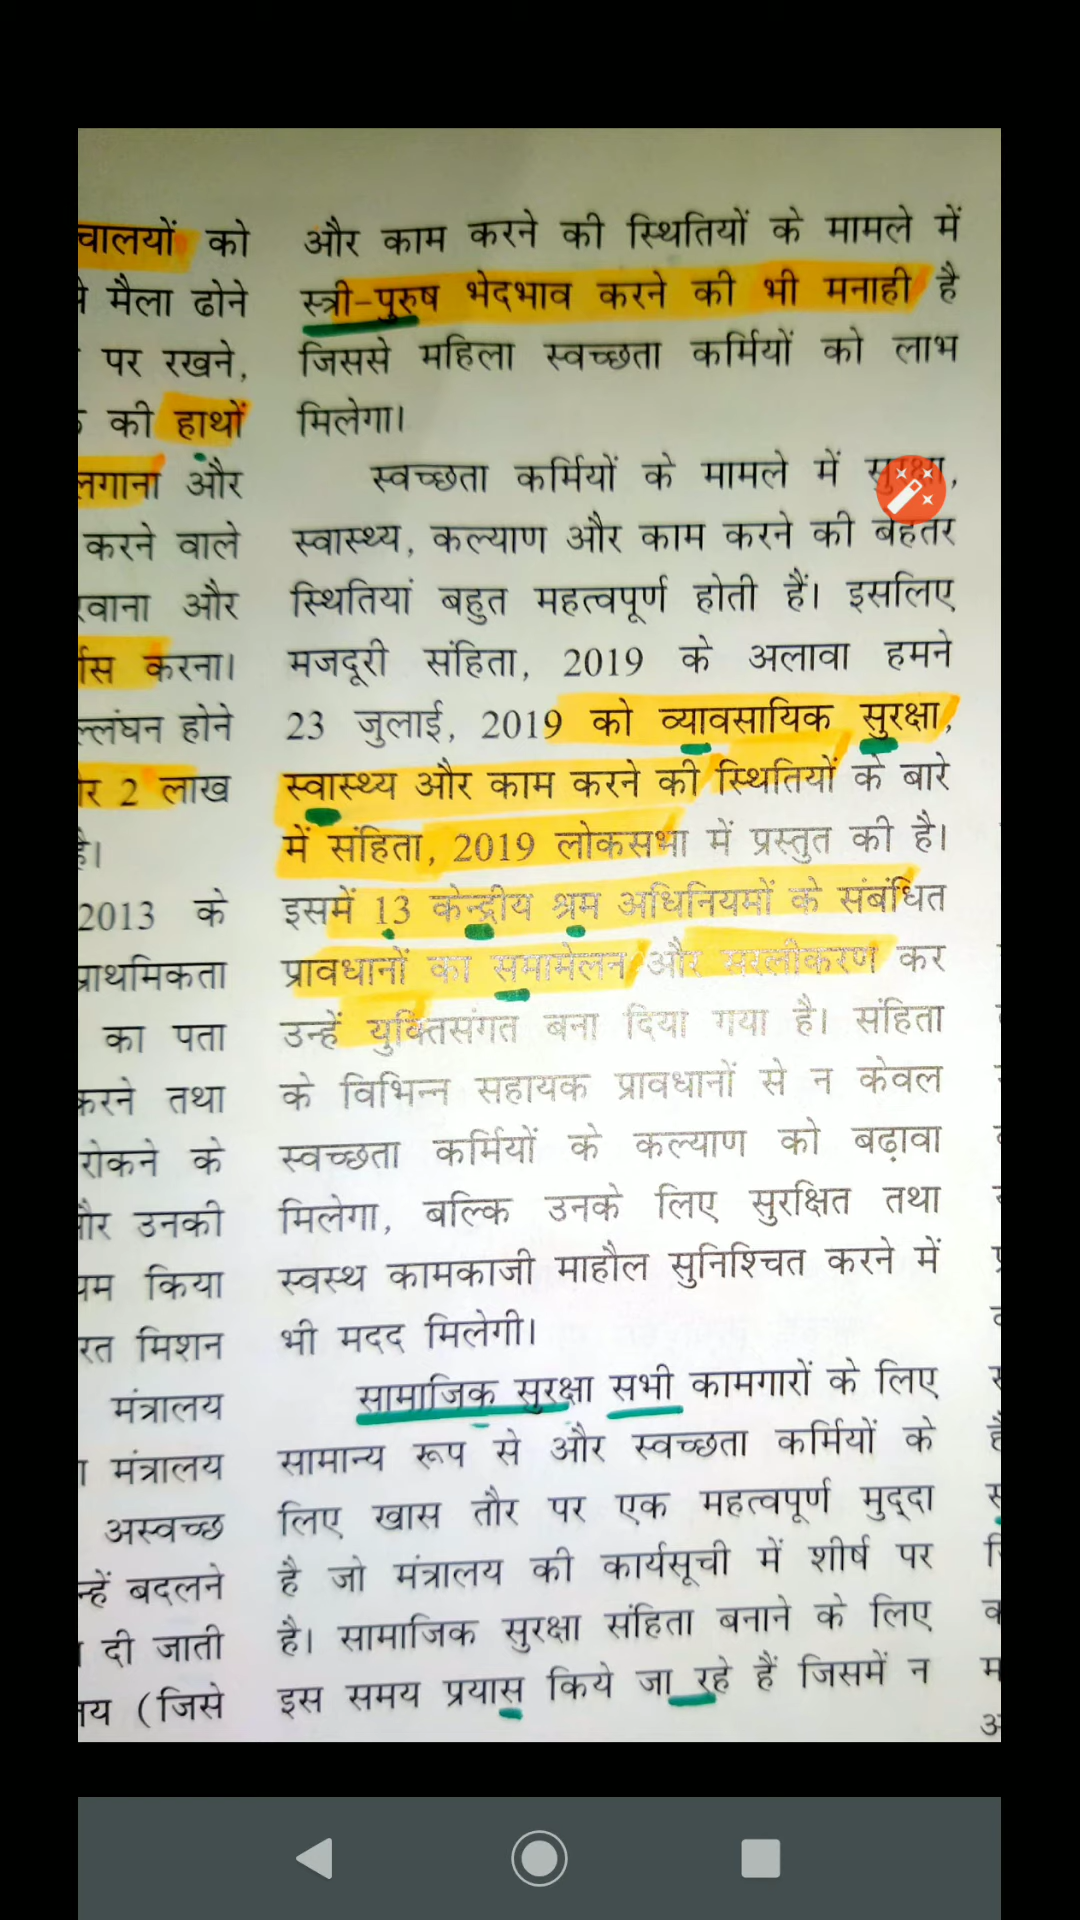 वालयों को
मैला ढोने
पर रखने,
की हाथों
लगाना और
करने वाले
रवाना और
करना।
ल्लंघन होने
2 लाख
है।
2013 के
प्राथमिकता
का पता
करने तथा
रोकने के
और उनकी
किया
मिशन
मंत्रालय
मंत्रालय
अस्वच्छ
न्हें बदलने
दी जाती
(जिसे
और काम करने की स्थितियों के मामले में
स्त्री-पुरुष भेदभाव करने की भी मनाही है
जिससे महिला स्वच्छता कर्मियों को लाभ
मिलेगा।
स्वच्छता कर्मियों के मामले में सुरक्षा,
स्वास्थ्य, कल्याण और काम करने की बेहतर
स्थितियां बहुत महत्वपूर्ण होती हैं। इसलिए
मजदूरी संहिता, 2019 के अलावा हमने
23 जुलाई, 2019 को व्यावसायिक सुरक्षा,
स्वास्थ्य और काम करने की स्थितियों के बारे
में संहिता, 2019 लोकसभा में प्रस्तुत की है।
इसमें 13 केन्द्रीय श्रम अधिनियमों के संबंधित
प्रावधानों का समामेलन और सरलीकरण कर
उन्हें युक्तिसंगत बना दिया गया है। संहिता
के विभिन्न सहायक प्रावधानों से न केवल
स्वच्छता कर्मियों के कल्याण को बढ़ावा
मिलेगा, बल्कि उनके लिए सुरक्षित तथा
स्वस्थ कामकाजी माहौल सुनिश्चित करने में
भी मदद मिलेगी।
सामाजिक सुरक्षा सभी कामगारों के लिए
सामान्य रूप से और स्वच्छता कर्मियों के
लिए खास तौर पर एक महत्वपूर्ण मुद्दा
है जो मंत्रालय की कार्यसूची में शीर्ष पर
है। सामाजिक सुरक्षा संहिता बनाने के लिए
इस समय प्रयास किये जा रहे हैं जिसमें न